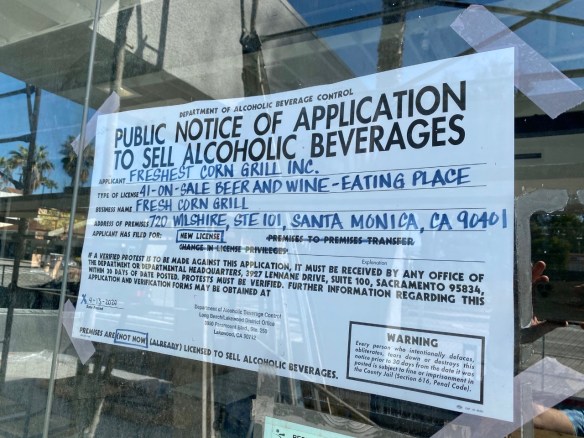 DEPARTMENT OF ALCOHOLIC BEVERAGE CONTROL
PUBLIC NOTICE OF APPLICATION
TO SELL ALCOHOLIC BEVERAGES
APPLICANT FRESHEST CORN GRILL INC.
TYPE OF LICENSE 41-ON-SALE BEER AND WINE-EATING PLACE
BUSINESS NAME FRESH CORN GRILL
ADDRESS OF PREMISES 720 WILSHIRE, STE 101, SANTA MONICA, CA 90401
APPLICANT HAS FILED FOR: NEW LICENSE PREMISES TO PREMISES TRANSFER
CHANGE IN LICENSE PRIVILEGES
Explanation
IF A VERIFIED PROTEST IS TO BE MADE AGAINST THIS APPLICATION, IT MUST BE RECEIVED BY ANY OFFICE OF
THE DEPARTMENT OR DEPARTMENTAL HEADQUARTERS, 3927 LENNANE DRIVE, SUITE 100, SACRAMENTO 95834,
WITHIN 30 DAYS OF DATE POSTED. PROTESTS MUST BE VERIFIED. FURTHER INFORMATION REGARDING THIS
APPLICATION AND VERIFICATION FORMS MAY BE OBTAINED AT
Date Posted
Department of Alcoholic Beverage Control
Long Beach/Lakewood District Office
Lakewood, CA 90712
PREMISES ARE (NOT NOW) (ALREADY) LICENSED TO SELL ALCOHOLIC BEVERAGES.
WARNING
Every person who intentionally defaces,
obliterates, tears down or destroys this
notice prior to 30 days from the date it was
posted is subject to fine or imprisonment in
the County Jail (Section 616, Penal Code).